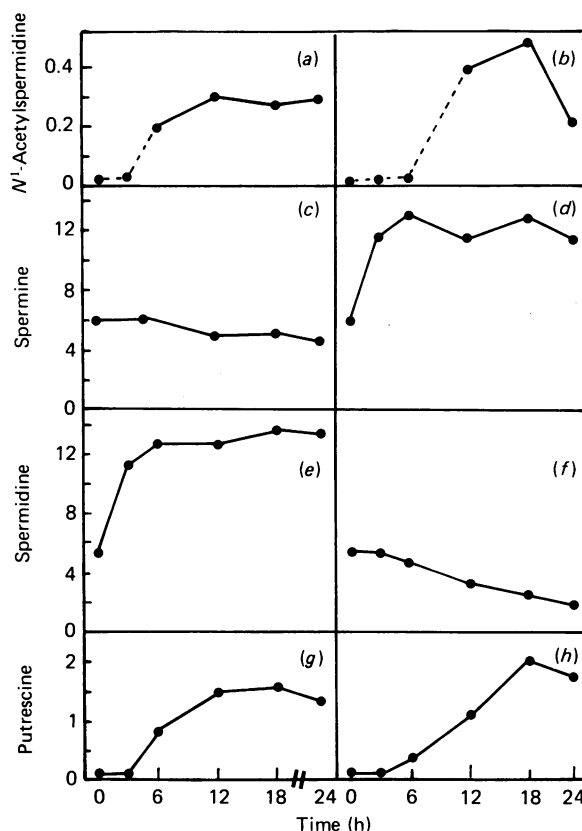 N¹-Acetylspermidine
0.4
0.2
0
(a)
(b)
Spermine
12
8
4
0
(c)
(d)
Spermidine
12
8
4
0
(e)
(f)
Putrescine
2
1
0
(g)
(h)
0 6 12 18 24 0 6 12 18 24
Time (h)